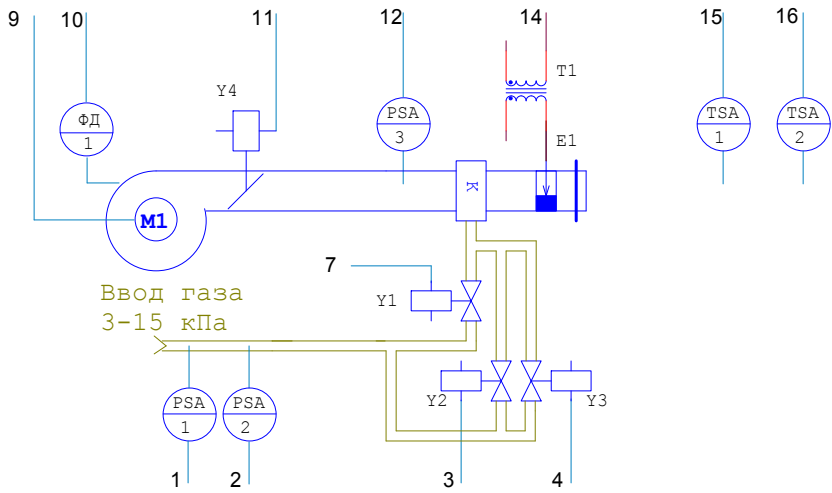 9 10 11 12 14 15 16
T1
Y4
ФД
1
PSA
3
TSA
1
TSA
2
E1
K
M1
7
Ввод газа
3-15 кПа
Y1
PSA
1
PSA
2
Y2
Y3
1 2 3 4